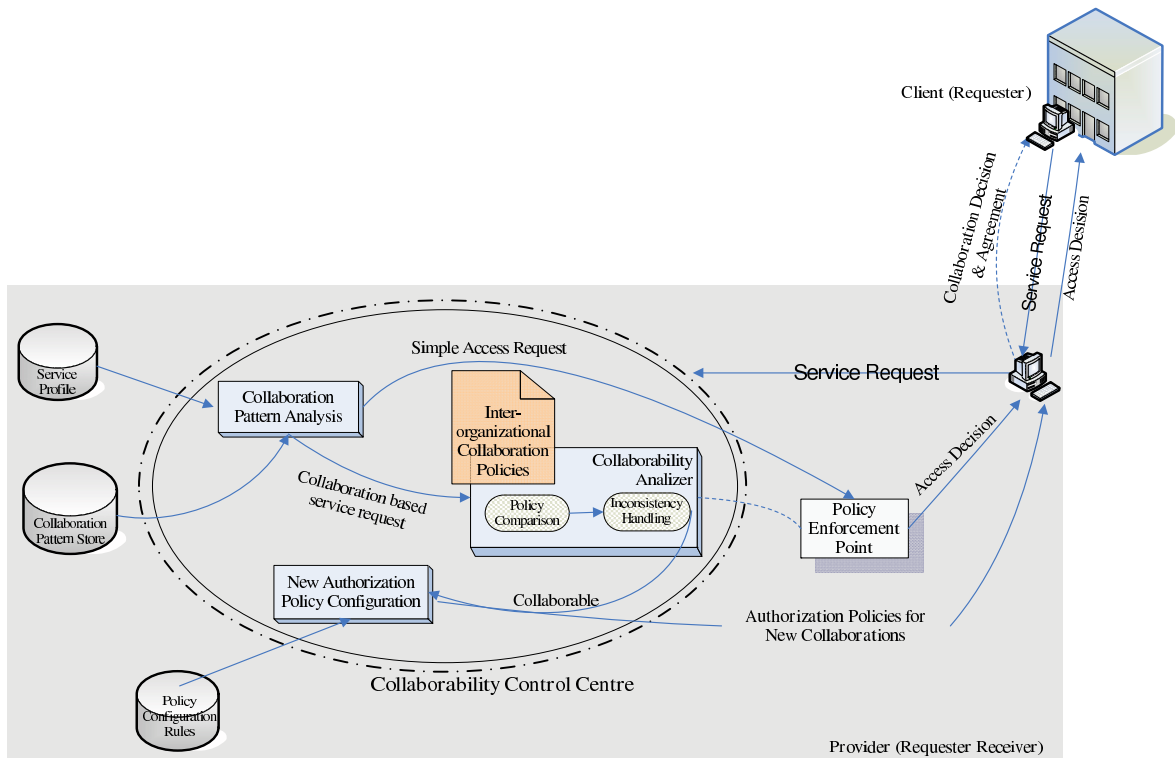 Client (Requester)
Collaboration Decision
& Agreement
Service Request
Access Desision
Service
Profile
Simple Access Request
Service Request
Collaboration
Pattern Analysis
Inter-
organizational
Collaboration
Policies
Collaborability
Analizer
Collaboration based
service request
Policy
Comparison
Inconsistency
Handling
Access Decision
Collaboration
Pattern Store
Policy
Enforcement
Point
New Authorization
Policy Configuration
Collaborable
Authorization Policies for
New Collaborations
Collaborability Control Centre
Policy
Configuration
Rules
Provider (Requester Receiver)